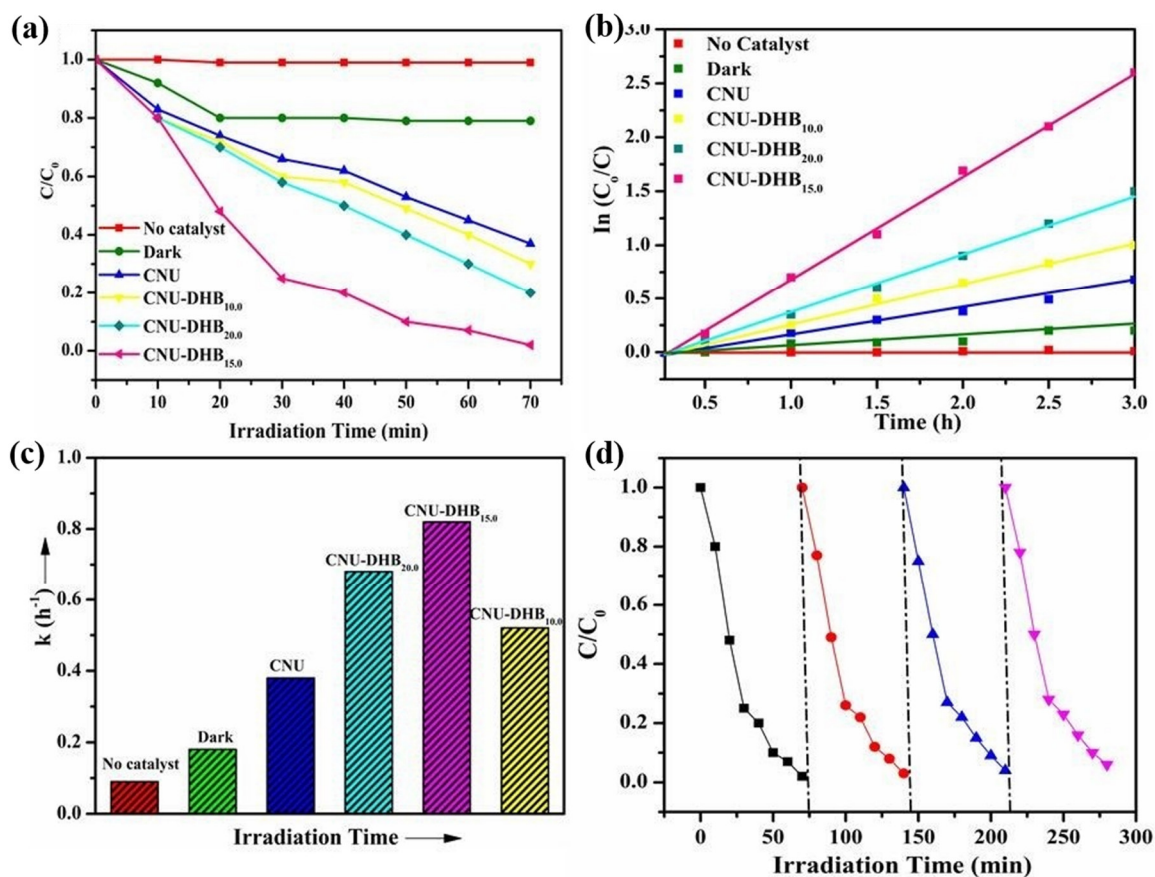 (a)
1.0
0.8
0.6
0.4
0.2
0.0
C/C0
No catalyst
Dark
CNU
CNU-DHB10.0
CNU-DHB20.0
CNU-DHB15.0
0 10 20 30 40 50 60 70
Irradiation Time (min)
(b)
3.0
2.5
2.0
1.5
1.0
0.5
0.0
In (C0/C)
No Catalyst
Dark
CNU
CNU-DHB10.0
CNU-DHB20.0
CNU-DHB15.0
0.5 1.0 1.5 2.0 2.5 3.0
Time (h)
(c)
1.0
0.8
0.6
0.4
0.2
0.0
k (h-1)
No catalyst
Dark
CNU
CNU-DHB20.0
CNU-DHB15.0
CNU-DHB10.0
Irradiation Time
(d)
1.0
0.8
0.6
0.4
0.2
0.0
C/C0
0 50 100 150 200 250 300
Irradiation Time (min)